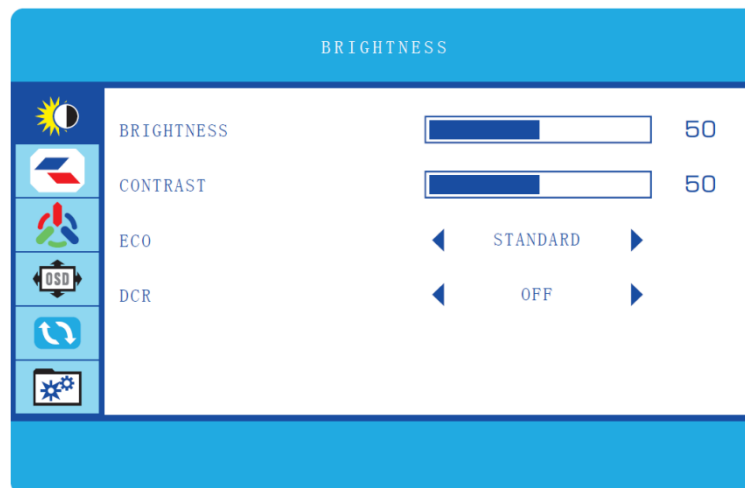 BRIGHTNESS
BRIGHTNESS 50
CONTRAST 50
ECO STANDARD
OSD
DCR OFF